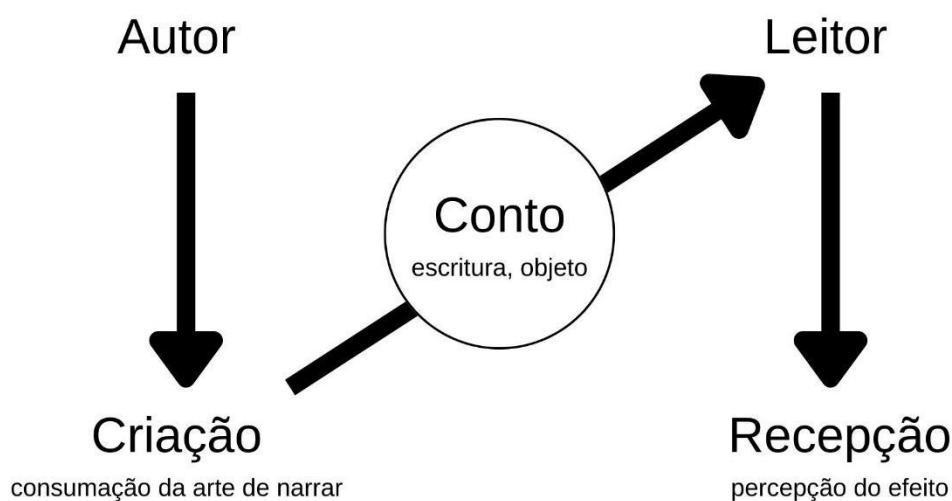 Autor
Leitor
Conto
escritura, objeto
Criação
consumação da arte de narrar
Recepção
percepção do efeito